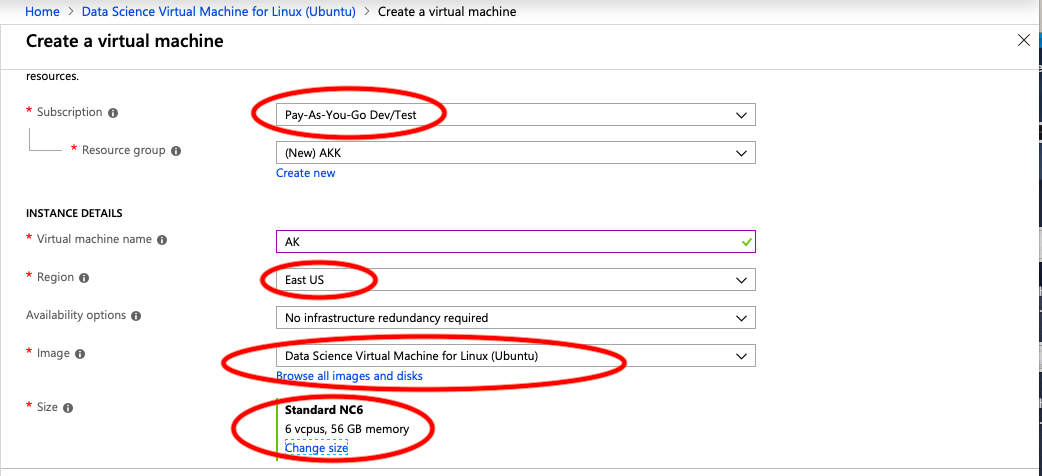 Home > Data Science Virtual Machine for Linux (Ubuntu) > Create a virtual machine
Create a virtual machine
resources.
* Subscription
Pay-As-You-Go Dev/Test
* Resource group
(New) AKK
Create new
INSTANCE DETAILS
* Virtual machine name
AK
* Region
East US
Availability options
No infrastructure redundancy required
* Image
Data Science Virtual Machine for Linux (Ubuntu)
Browse all images and disks
* Size
Standard NC6
6 vcpus, 56 GB memory
Change size